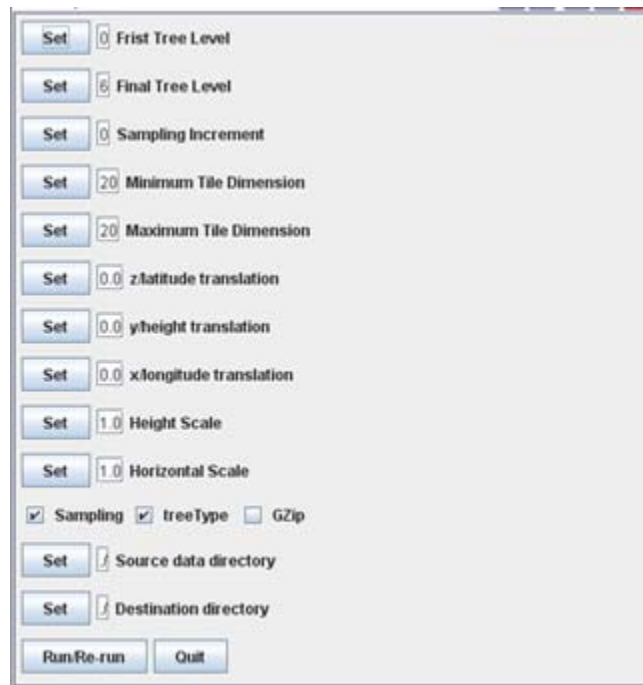 Set 0 Frist Tree Level
Set 6 Final Tree Level
Set 0 Sampling Increment
Set 20 Minimum Tile Dimension
Set 20 Maximum Tile Dimension
Set 0.0 z/latitude translation
Set 0.0 y/height translation
Set 0.0 x/longitude translation
Set 1.0 Height Scale
Set 1.0 Horizontal Scale
Sampling treeType GZip
Set Source data directory
Set Destination directory
Run/Re-run Quit